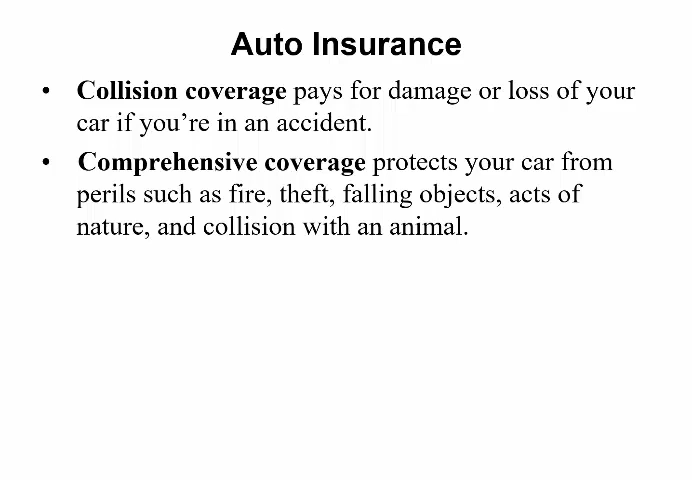 Auto Insurance
• Collision coverage pays for damage or loss of your
car if you’re in an accident.
• Comprehensive coverage protects your car from
perils such as fire, theft, falling objects, acts of
nature, and collision with an animal.